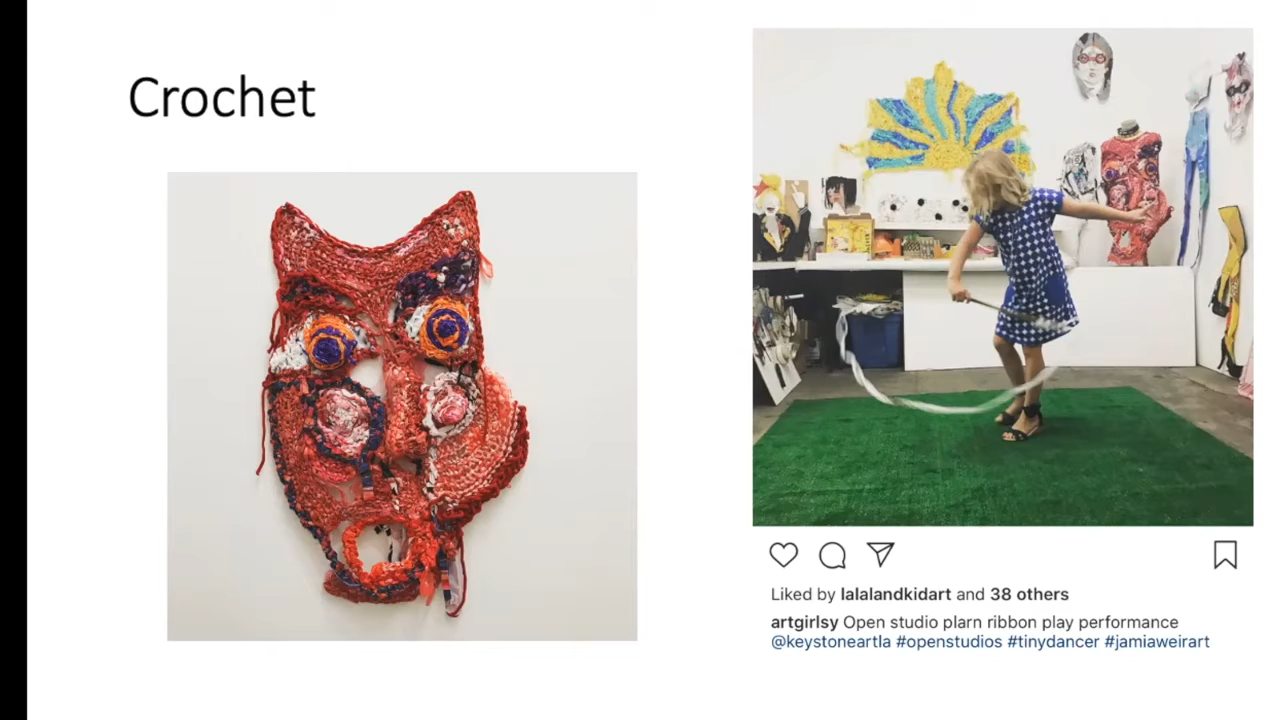 Crochet
Liked by lalalandkidart and 38 others
artgirlsy Open studio plarn ribbon play performance
@keystoneartla #openstudios #tinydancer #jamiaweirart